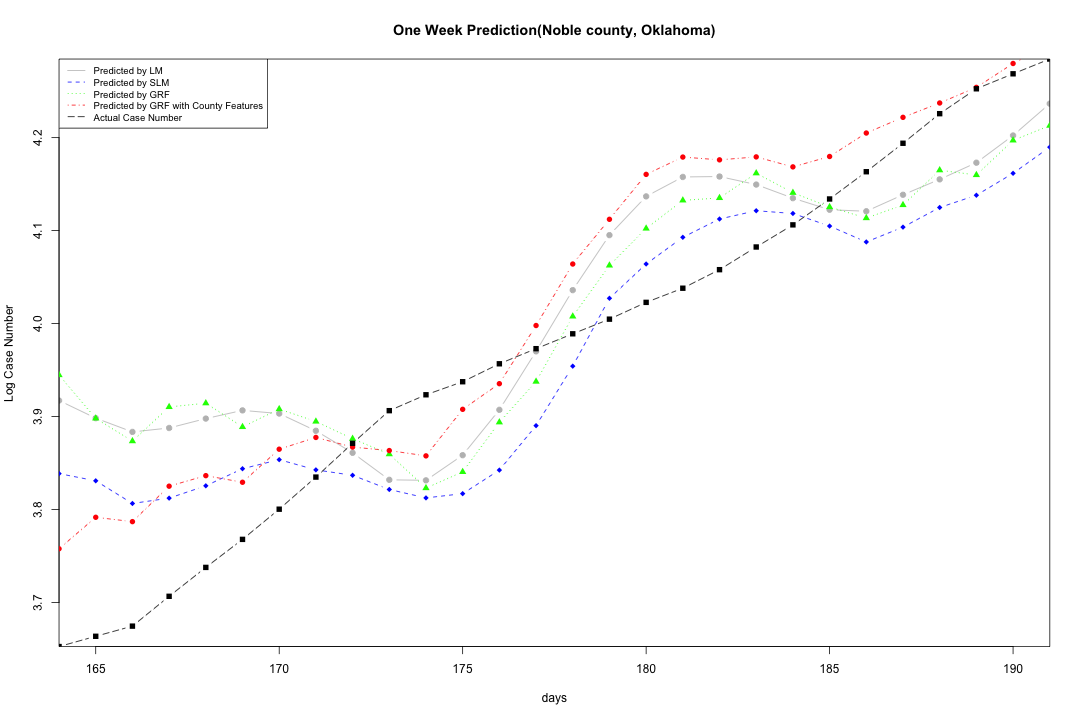 One Week Prediction(Noble county, Oklahoma)
Predicted by LM
Predicted by SLM
Predicted by GRF
Predicted by GRF with County Features
Actual Case Number
4.2
4.1
4.0
3.9
3.8
3.7
Log Case Number
165 170 175 180 185 190
days